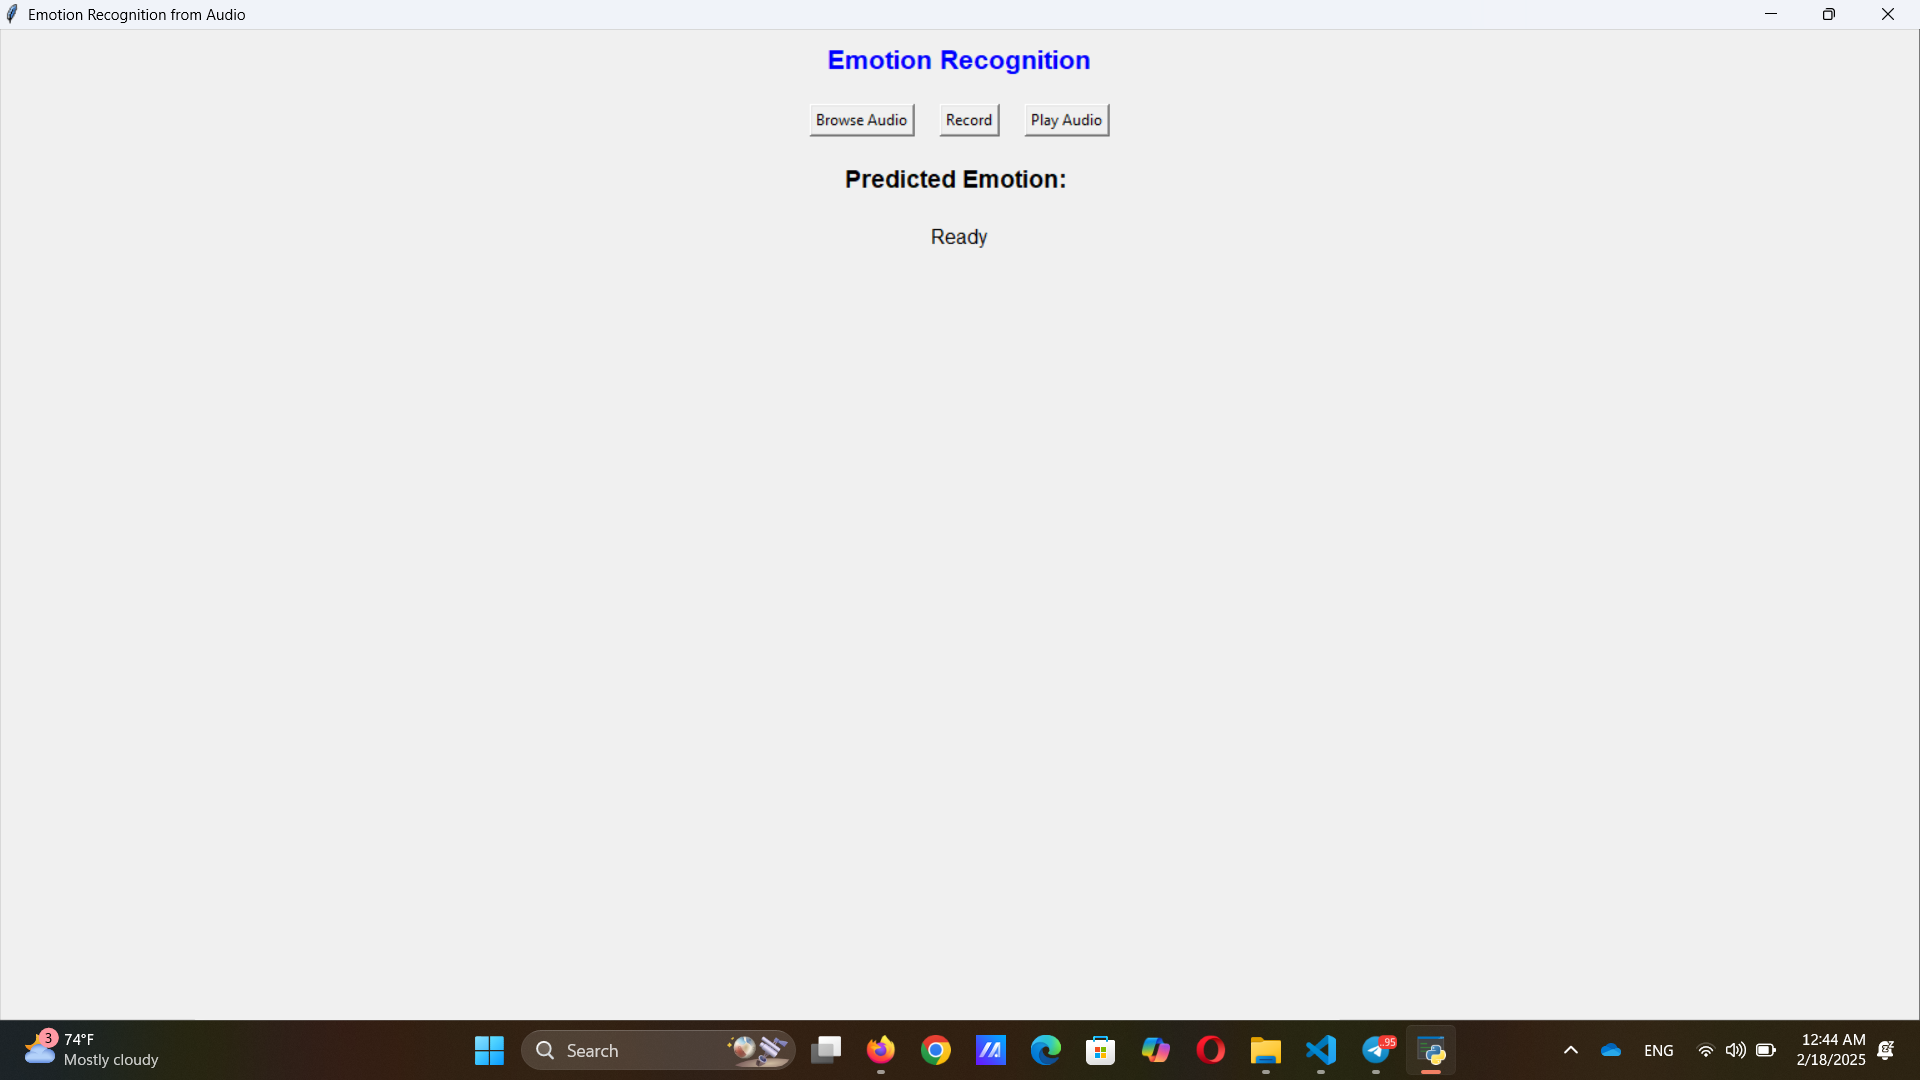 Emotion Recognition from Audio
Emotion Recognition
Browse Audio Record Play Audio
Predicted Emotion:
Ready
3
74°F
Mostly cloudy
Search
..95
ENG
12:44 AM
2/18/2025